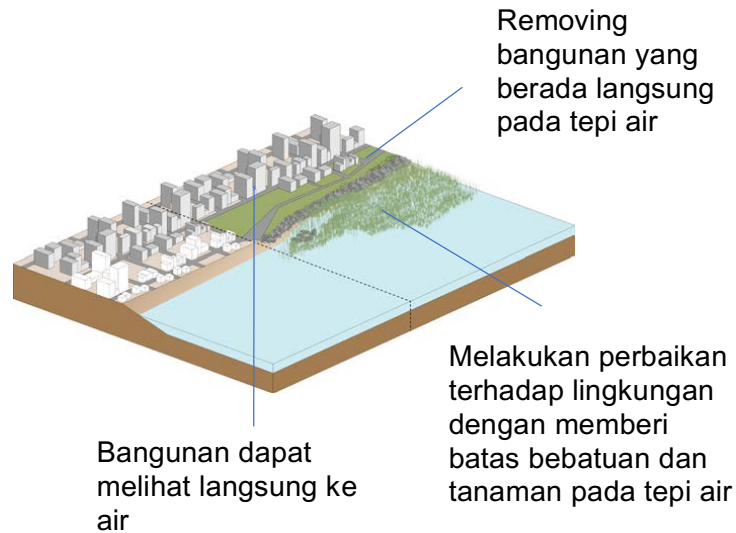 Removing
bangunan yang
berada langsung
pada tepi air
Melakukan perbaikan
terhadap lingkungan
dengan memberi
batas bebatuan dan
tanaman pada tepi air
Bangunan dapat
melihat langsung ke
air